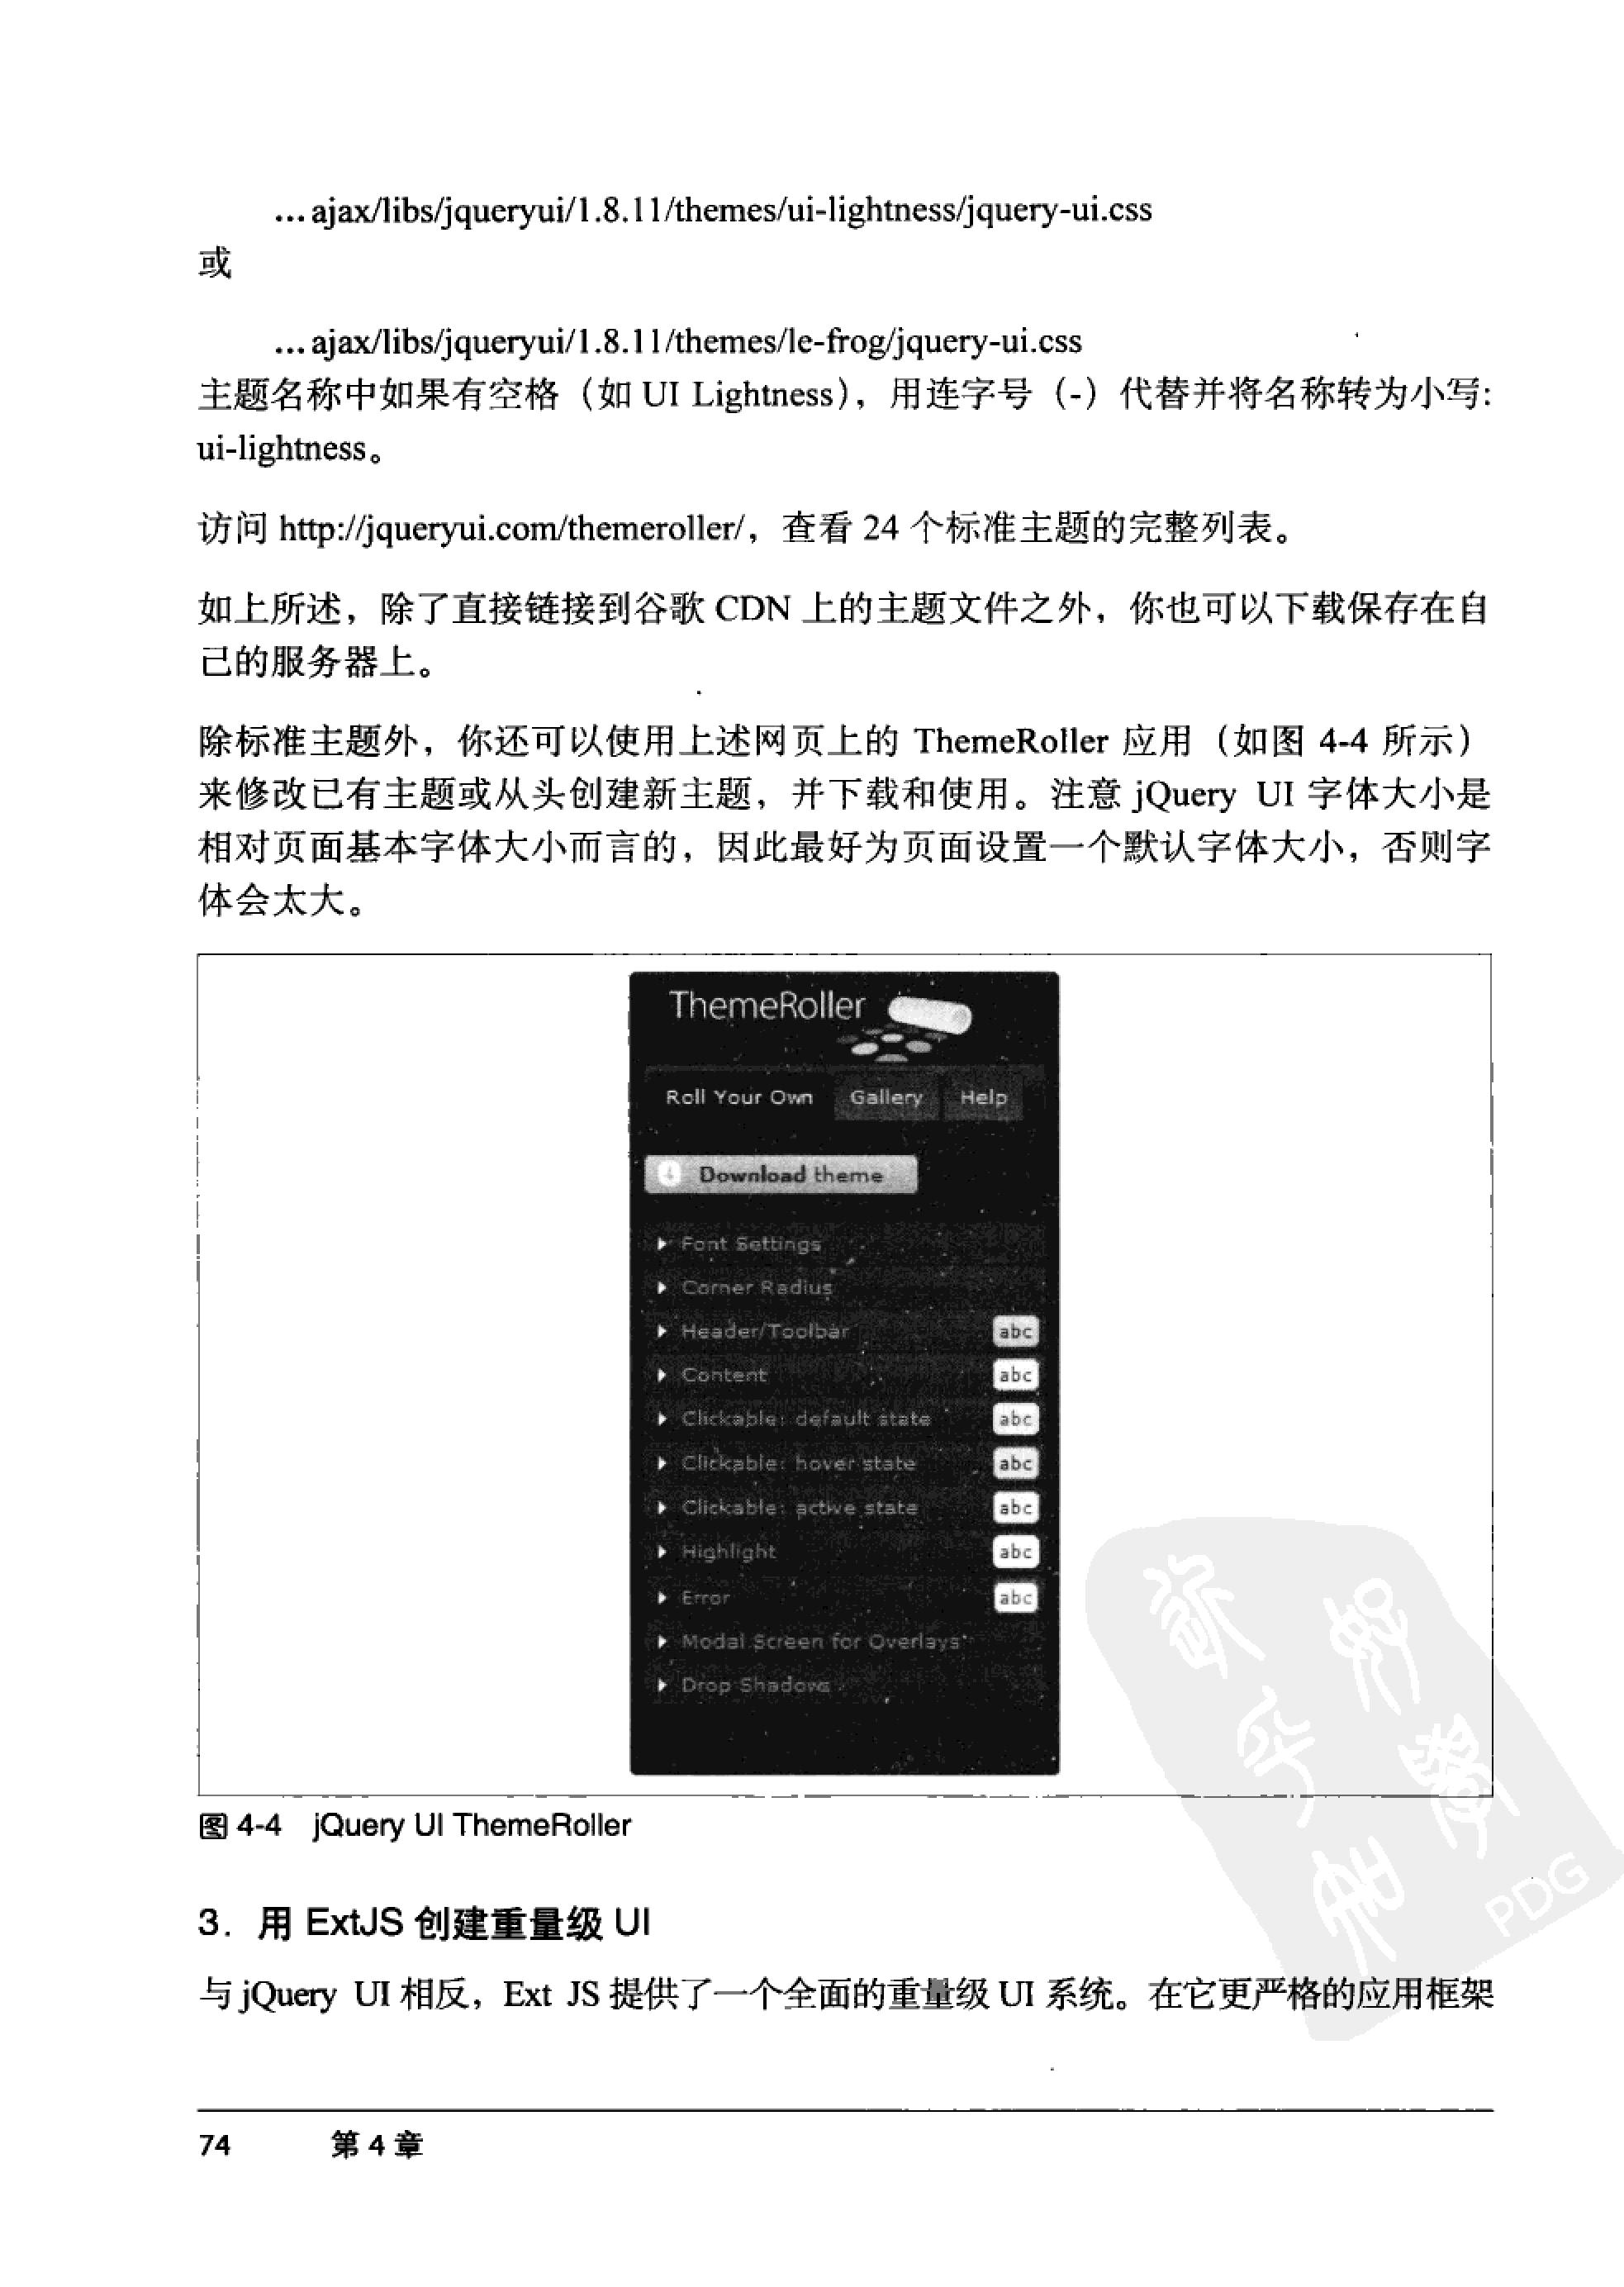 ... ajax/libs/jqueryui/1.8.11/themes/ui-lightness/jquery-ui.css
或
... ajax/libs/jqueryui/1.8.11/themes/le-frog/jquery-ui.css
主题名称中如果有空格（如 UI Lightness），用连字号（-）代替并将名称转为小写:
ui-lightness。
访问 http://jqueryui.com/themeroller/，查看 24 个标准主题的完整列表。
如上所述，除了直接链接到谷歌 CDN 上的主题文件之外，你也可以下载保存在自
己的服务器上。
除标准主题外，你还可以使用上述网页上的 ThemeRoller 应用（如图 4-4 所示）
来修改已有主题或从头创建新主题，并下载和使用。注意 jQuery UI 字体大小是
相对页面基本字体大小而言的，因此最好为页面设置一个默认字体大小，否则字
体会太大。
ThemeRoller
Roll Your Own Gallery Help
Download theme
Font Settings
Corner Radius
Header/Toolbar abc
Content abc
Clickable: default state abc
Clickable: hover state abc
Clickable: active state abc
Highlight abc
Error abc
Modal Screen for Overlays
Drop Shadows
图 4-4 jQuery UI ThemeRoller
PDG
3. 用 ExtJS 创建重量级 UI
与 jQuery UI 相反，Ext JS 提供了一个全面的重量级 UI 系统。在它更严格的应用框架
74 第 4 章